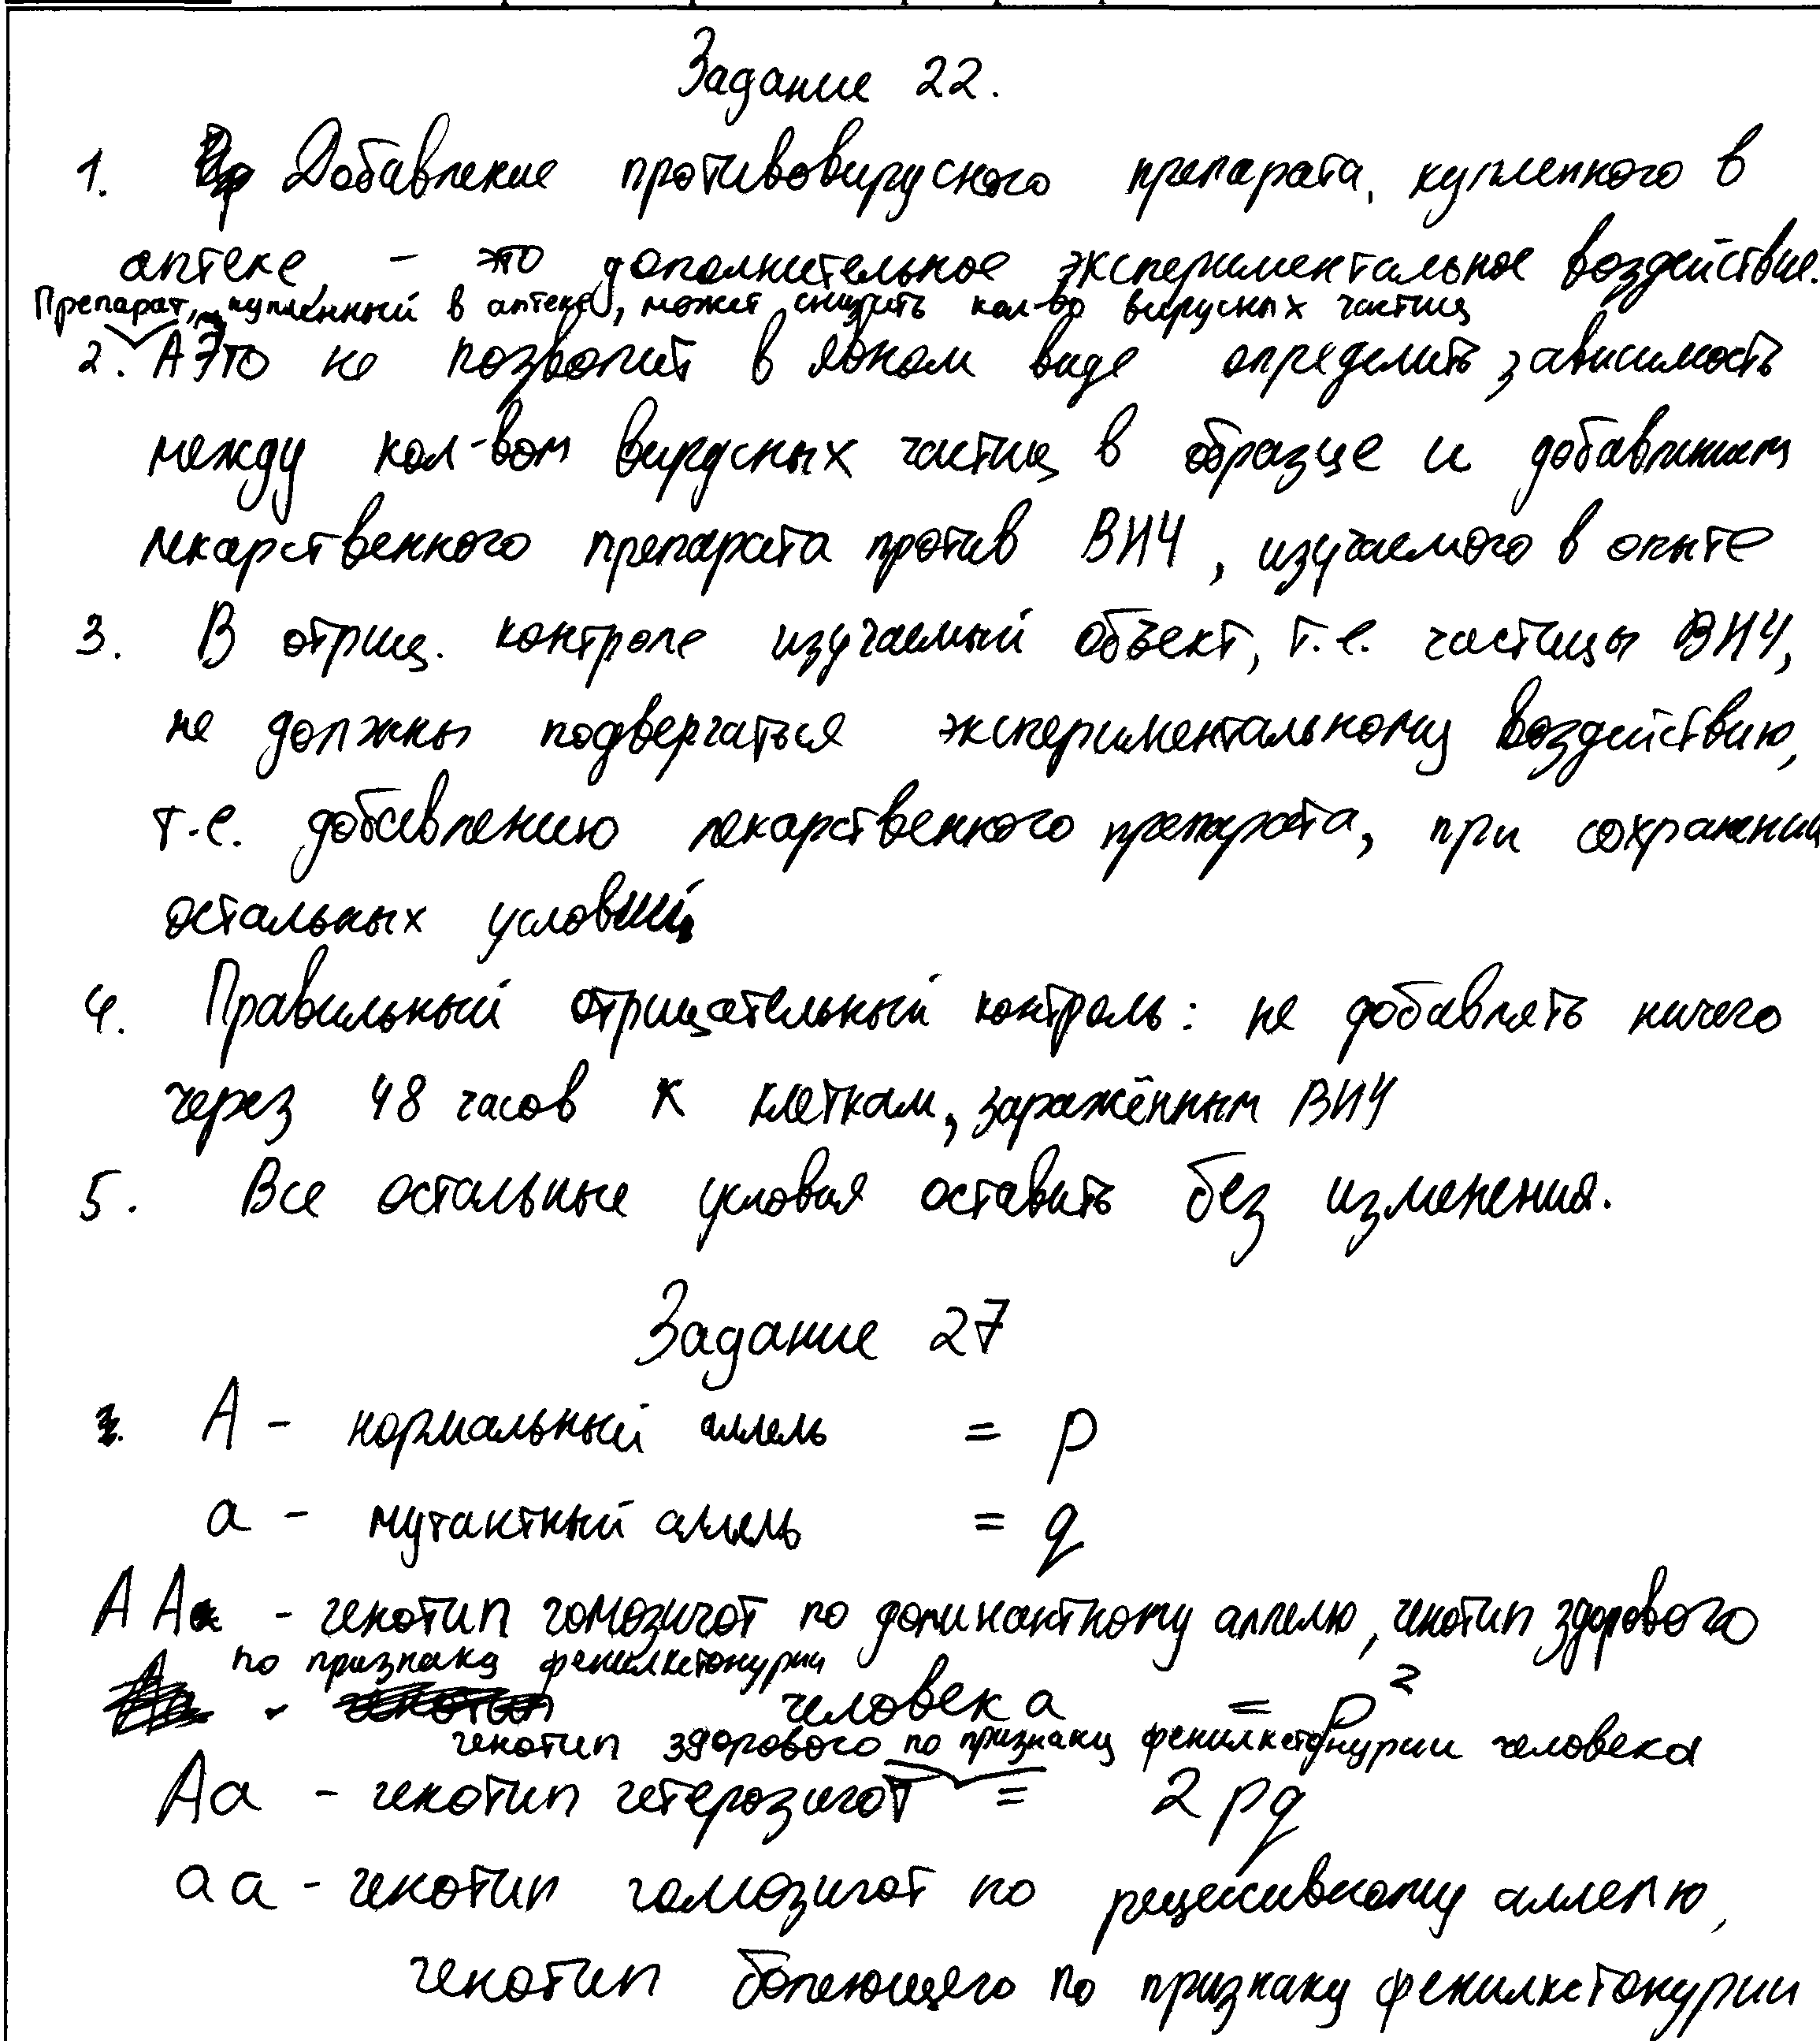 Задание 22.
1. Добавление противовирусного препарата, купленного в
аптеке, - это дополнительное экспериментальное воздействие.
Препарат, купленный в аптеке, может снизить кол-во вирусных частиц
2. Это не позволит в явном виде определить зависимость
между кол-вом вирусных частиц в образце и добавлением
лекарственного препарата против ВИЧ, изучаемого в опыте
3. В отриц. контроле изучаемый объект, т.е. частицы ВИЧ,
не должны подвергаться экспериментальному воздействию,
т.е. добавлению лекарственного препарата, при сохранении
остальных условий
4. Правильный отрицательный контроль: не добавлять ничего
через 48 часов к клеткам, заражённым ВИЧ
5. Все остальные условия оставить без изменения.
Задание 27
А - нормальный аллель = p
а - мутантный аллель = q
АА - генотип гомозигот по доминантному аллелю, генотип здорового
по признаку фенилкетонурии
человека = p²
генотип здорового по признаку фенилкетонурии человека
Аа - генотип гетерозигот = 2pq
аа - генотип гомозигот по рецессивному аллелю,
генотип болеющего по признаку фенилкетонурии